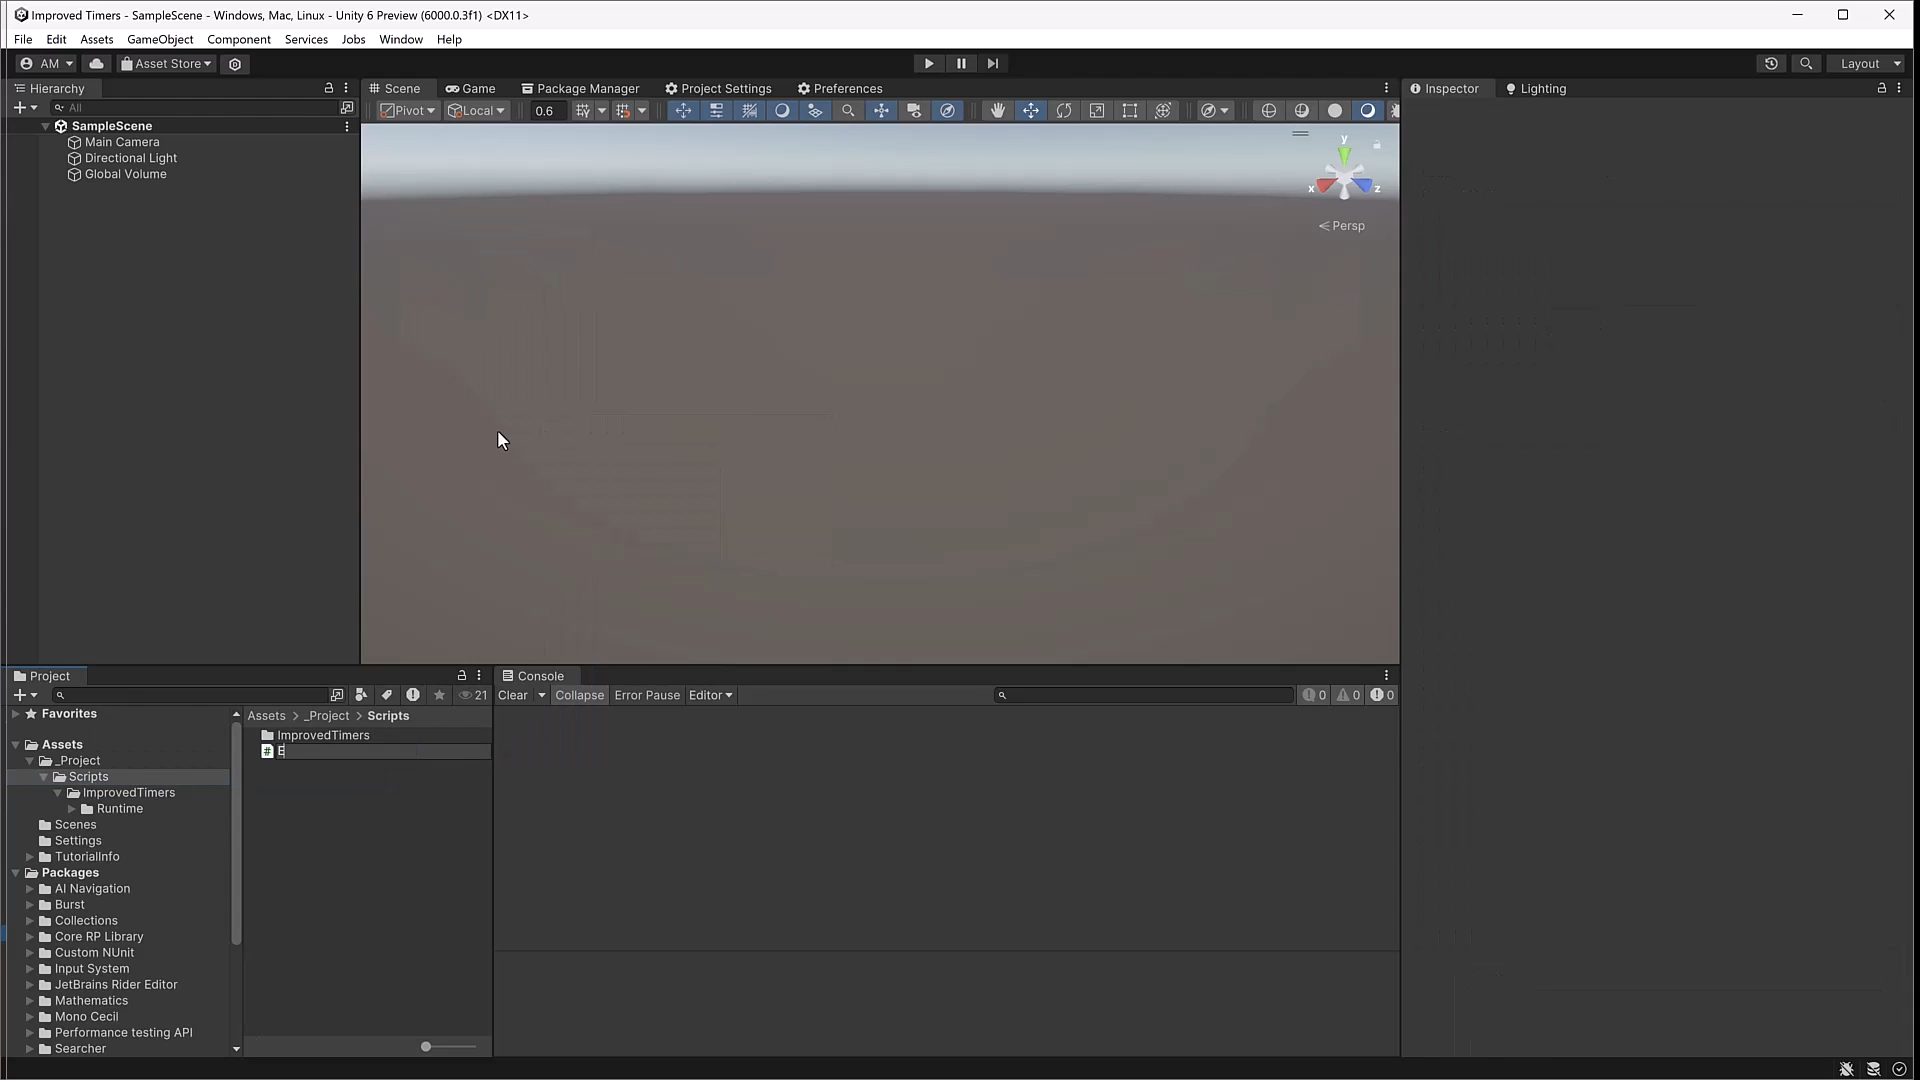 Improved Timers - SampleScene - Windows, Mac, Linux - Unity 6 Preview (6000.0.3f1) <DX11>
File Edit Assets GameObject Component Services Jobs Window Help
AM Asset Store Layout
Hierarchy
All
SampleScene
Main Camera
Directional Light
Global Volume
Scene Game Package Manager Project Settings Preferences
Pivot Local 0.6
y
x z
Persp
Inspector Lighting
Project
21
Favorites
Assets
_Project
Scripts
ImprovedTimers
Runtime
Scenes
Settings
TutorialInfo
Packages
AI Navigation
Burst
Collections
Core RP Library
Custom NUnit
Input System
JetBrains Rider Editor
Mathematics
Mono Cecil
Performance testing API
Searcher
Assets > _Project > Scripts
ImprovedTimers
E
Console
Clear Collapse Error Pause Editor
0 0 0